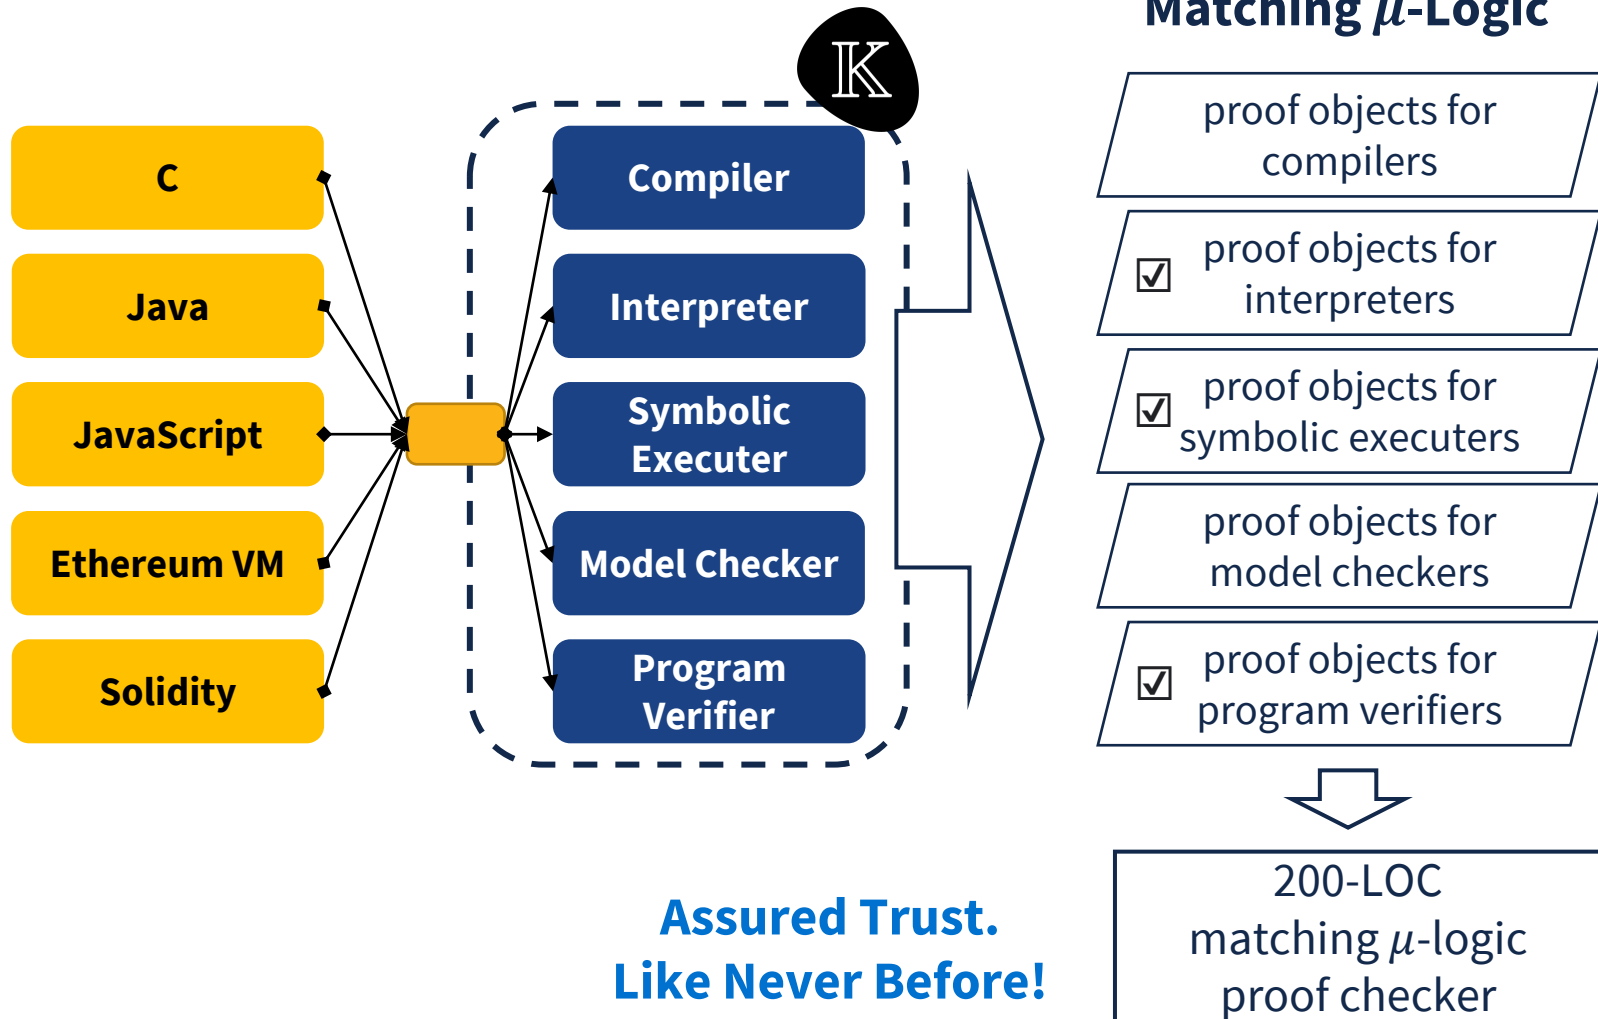 Matching μ-Logic
𝕂
C
Java
JavaScript
Ethereum VM
Solidity
Compiler
Interpreter
Symbolic
Executer
Model Checker
Program
Verifier
proof objects for
compilers
☑ proof objects for
interpreters
☑ proof objects for
symbolic executers
proof objects for
model checkers
☑ proof objects for
program verifiers
200-LOC
matching μ-logic
proof checker
Assured Trust.
Like Never Before!